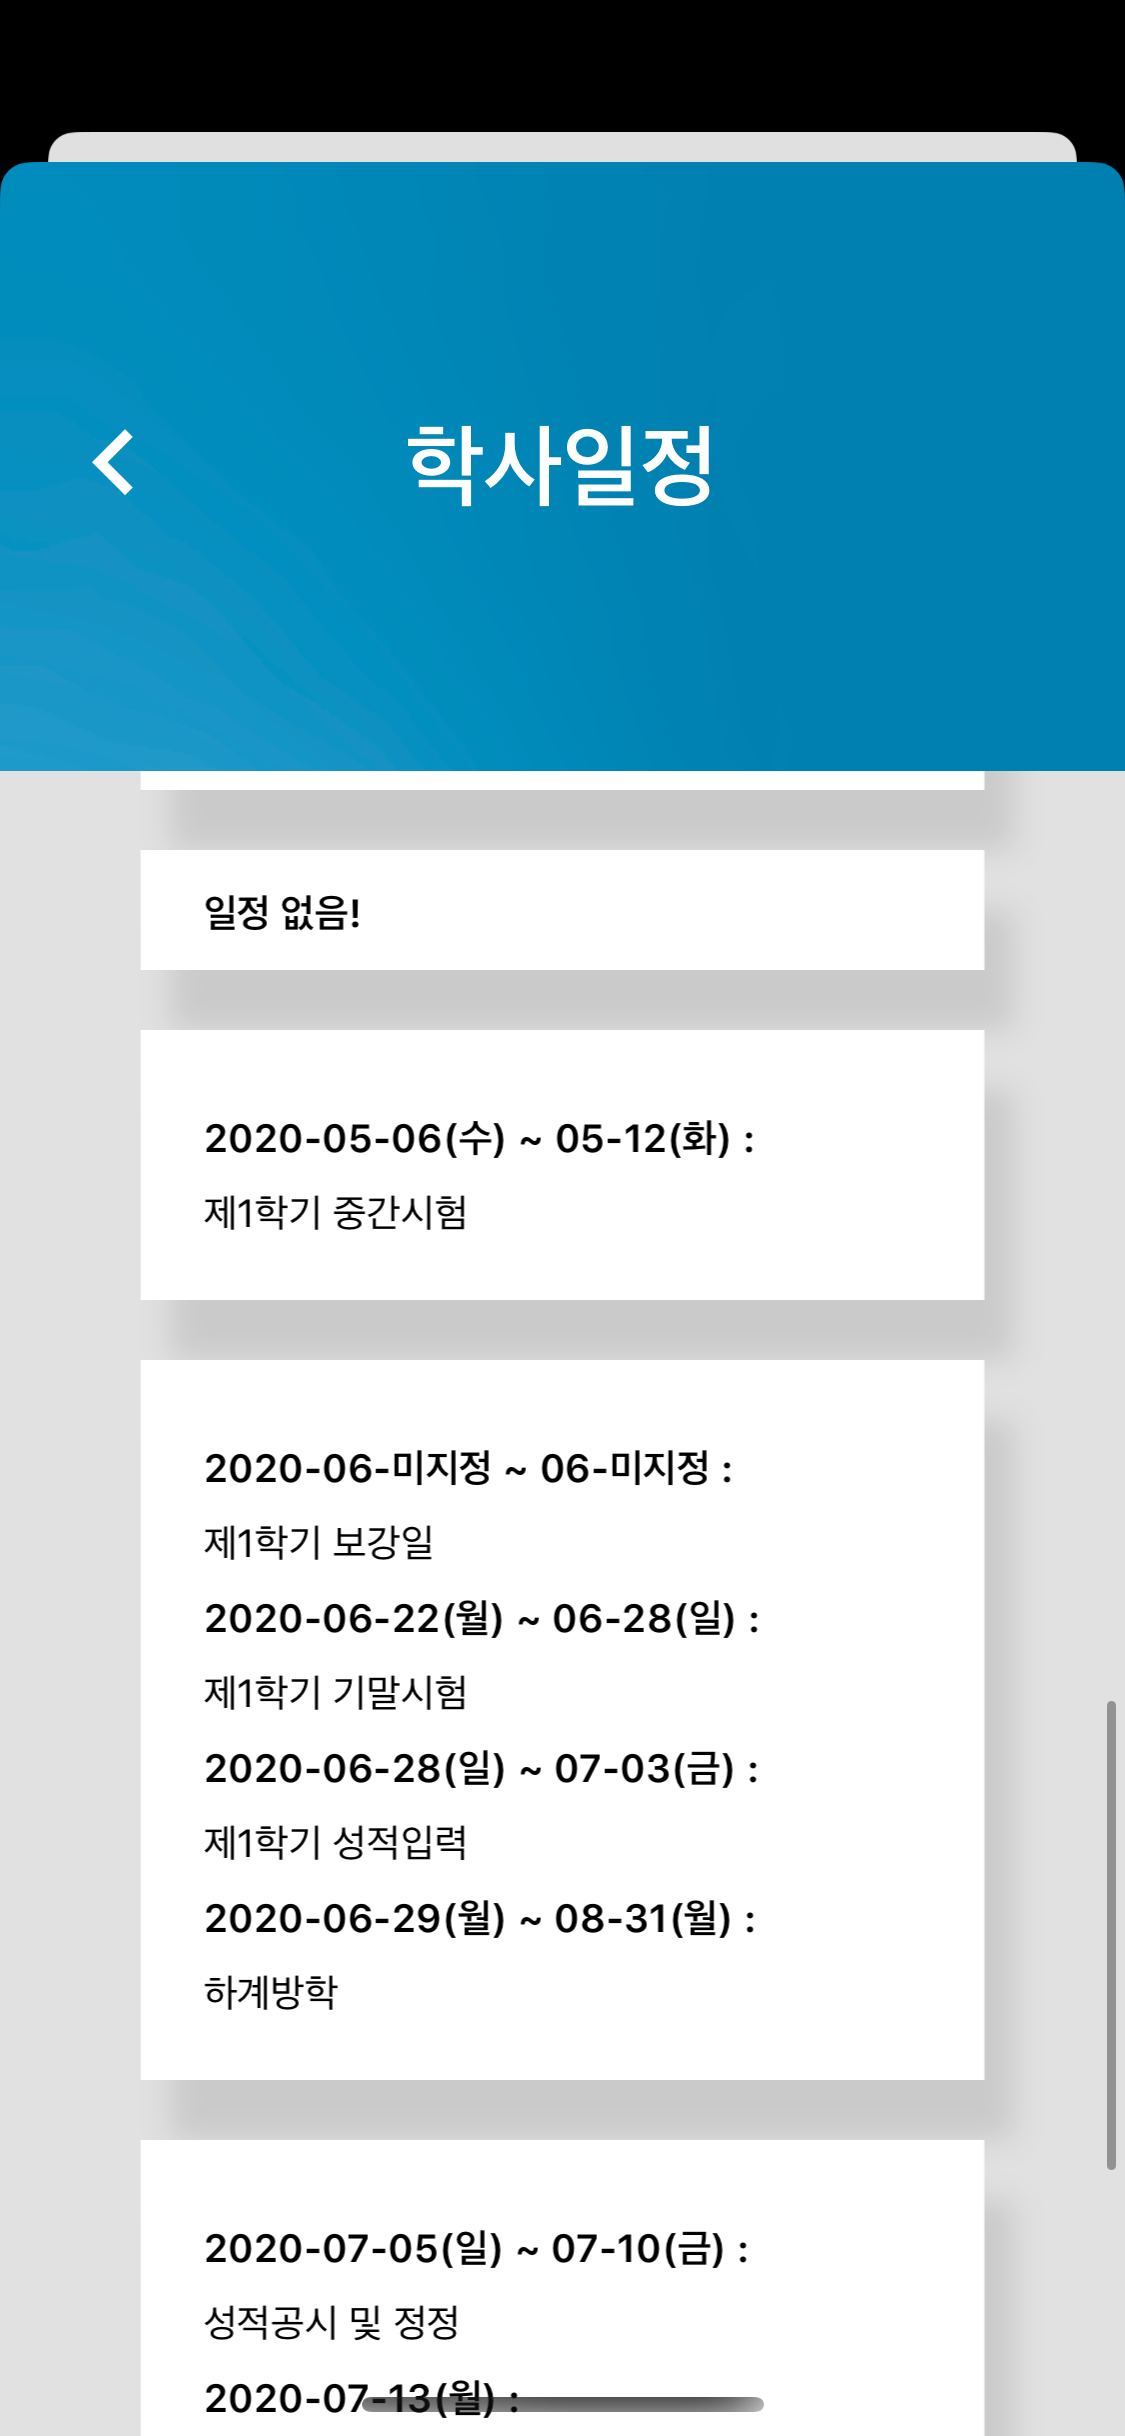 학사일정
일정 없음!
2020-05-06(수) ~ 05-12(화) :
제1학기 중간시험
2020-06-미지정 ~ 06-미지정 :
제1학기 보강일
2020-06-22(월) ~ 06-28(일) :
제1학기 기말시험
2020-06-28(일) ~ 07-03(금) :
제1학기 성적입력
2020-06-29(월) ~ 08-31(월) :
하계방학
2020-07-05(일) ~ 07-10(금) :
성적공시 및 정정
2020-07-13(월) :